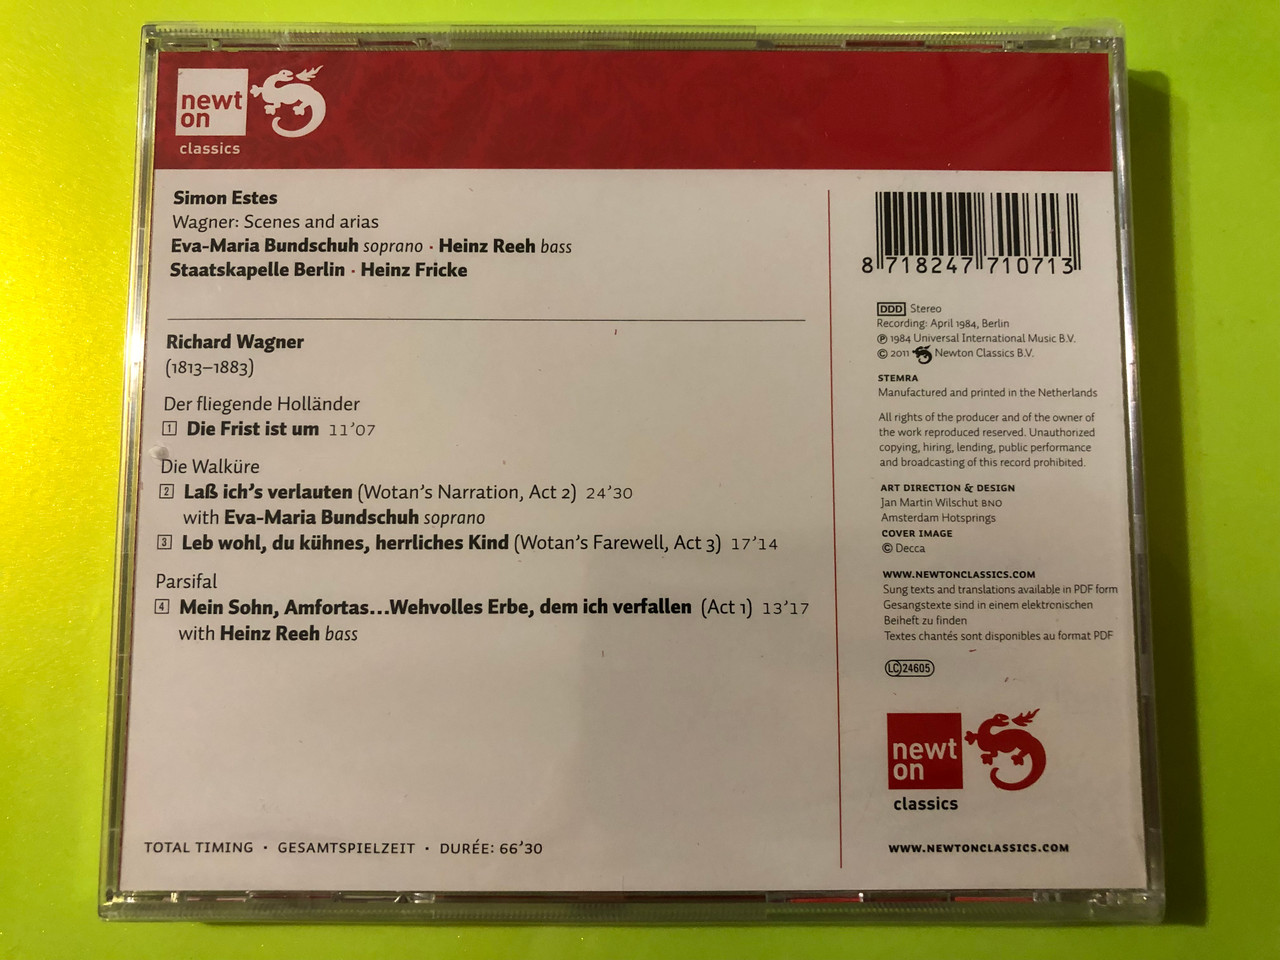 newt
on
classics
Simon Estes
Wagner: Scenes and arias
Eva-Maria Bundschuh soprano · Heinz Reeh bass
Staatskapelle Berlin · Heinz Fricke
Richard Wagner
(1813–1883)
Der fliegende Holländer
1 Die Frist ist um 11’07
Die Walküre
2 Laß ich’s verlauten (Wotan’s Narration, Act 2) 24’30
with Eva-Maria Bundschuh soprano
3 Leb wohl, du kühnes, herrliches Kind (Wotan’s Farewell, Act 3) 17’14
Parsifal
4 Mein Sohn, Amfortas...Wehvolles Erbe, dem ich verfallen (Act 1) 13’17
with Heinz Reeh bass
TOTAL TIMING · GESAMTSPIELZEIT · DURÉE: 66’30
8 718247 710713
DDD Stereo
Recording: April 1984, Berlin
℗ 1984 Universal International Music B.V.
© 2011 Newton Classics B.V.
STEMRA
Manufactured and printed in the Netherlands
All rights of the producer and of the owner of
the work reproduced reserved. Unauthorized
copying, hiring, lending, public performance
and broadcasting of this record prohibited.
ART DIRECTION & DESIGN
Jan Martin Wilschut BNO
Amsterdam Hotsprings
COVER IMAGE
© Decca
WWW.NEWTONCLASSICS.COM
Sung texts and translations available in PDF form
Gesangstexte sind in einem elektronischen
Beiheft zu finden
Textes chantés sont disponibles au format PDF
LC 24605
newt
on
classics
WWW.NEWTONCLASSICS.COM